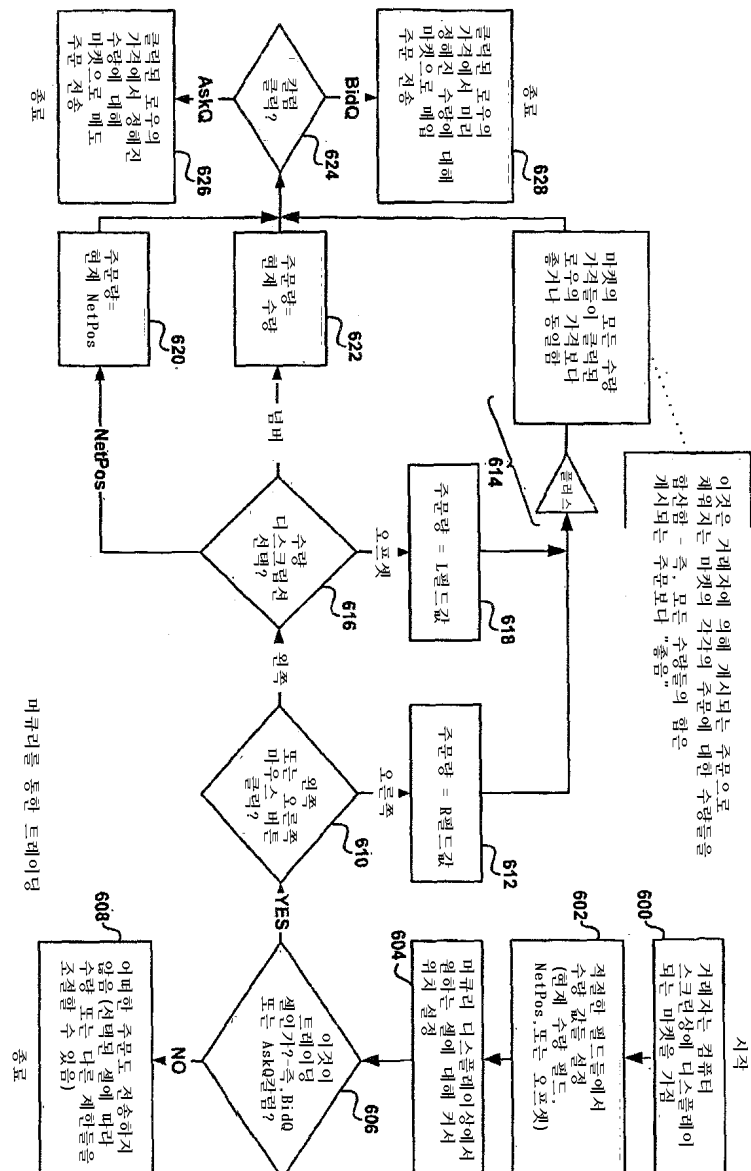 시작
거래자는 컴퓨터
스크린상에 디스플레이
되는 마켓을 가짐
600
적절한 필드들에서
수량 값들 설정
(현재 수량 필드,
NetPos,또는 오프셋)
602
머큐리 디스플레이상에서
원하는 셀에 대해 커서
위치 설정
604
이것이
트레이딩
셀인가?-즉,BidQ
또는 AskQ칼럼?
606
NO
어떠한 주문도 전송하지
않음 (선택된 셀에 따라
수량 또는 다른 제한들을
조절할 수 있음)
608
종료
YES
왼쪽
또는 오른쪽
마우스 버튼
클릭?
610
오른쪽
주문량 = R필드값
612
왼쪽
수량
디스크립션
선택?
616
오프셋
주문량 = L필드값
618
플러스
614
마켓의 모든 수량
가격들이 클릭된
로우의 가격보다
좋거나 동일함
이것은 거래자에 의해 게시되는 주문으로
채워지는 마켓의 각각의 주문에 대한 수량들을
합산함 - 즉, 모든 수량들의 합은
게시되는 주문보다 "좋음"
넘버
주문량=
현재 수량
622
NetPos
주문량=
현재 NetPos
620
칼럼
클릭?
624
BidQ
클릭된 로우의
가격에서 미리
정해진 수량에 대해
마켓으로 매입
주문 전송
628
종료
AskQ
클릭된 로우의
가격에서 정해진
수량에 대해
마켓으로 매도
주문 전송
626
종료
머큐리를 통한 트레이딩